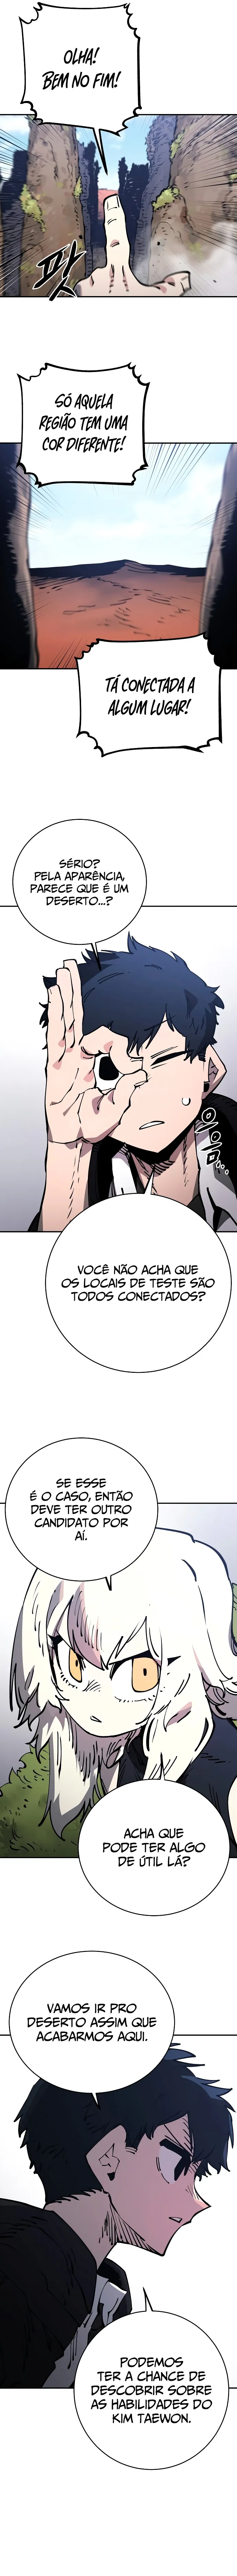 OLHA!
BEM NO FIM!
팟
SÓ AQUELA
REGIÃO TEM UMA
COR DIFERENTE!
TÁ CONECTADA A
ALGUM LUGAR!
SÉRIO?
PELA APARÊNCIA,
PARECE QUE É UM
DESERTO...?
으음...
VOCÊ NÃO ACHA QUE
OS LOCAIS DE TESTE SÃO
TODOS CONECTADOS?
SE ESSE
É O CASO, ENTÃO
DEVE TER OUTRO
CANDIDATO POR
AÍ.
ACHA QUE
PODE TER ALGO
DE ÚTIL LÁ?
VAMOS IR PRO
DESERTO ASSIM QUE
ACABARMOS AQUI.
PODEMOS
TER A CHANCE DE
DESCOBRIR SOBRE
AS HABILIDADES DO
KIM TAEWON.